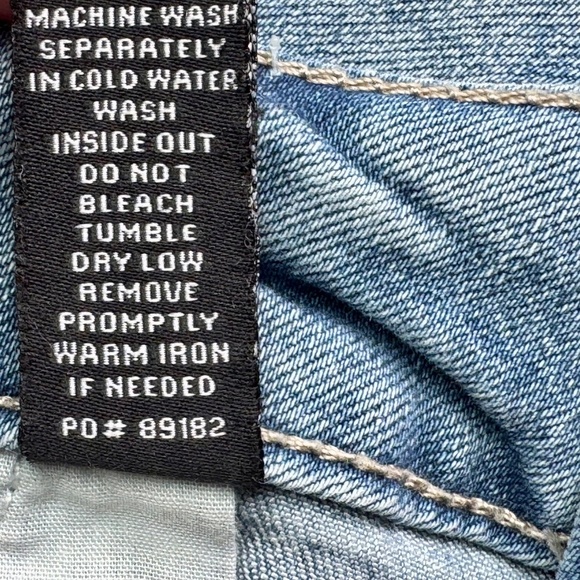 MACHINE WASH
SEPARATELY
IN COLD WATER
WASH
INSIDE OUT
DO NOT
BLEACH
TUMBLE
DRY LOW
REMOVE
PROMPTLY
WARM IRON
IF NEEDED
PO# 89182